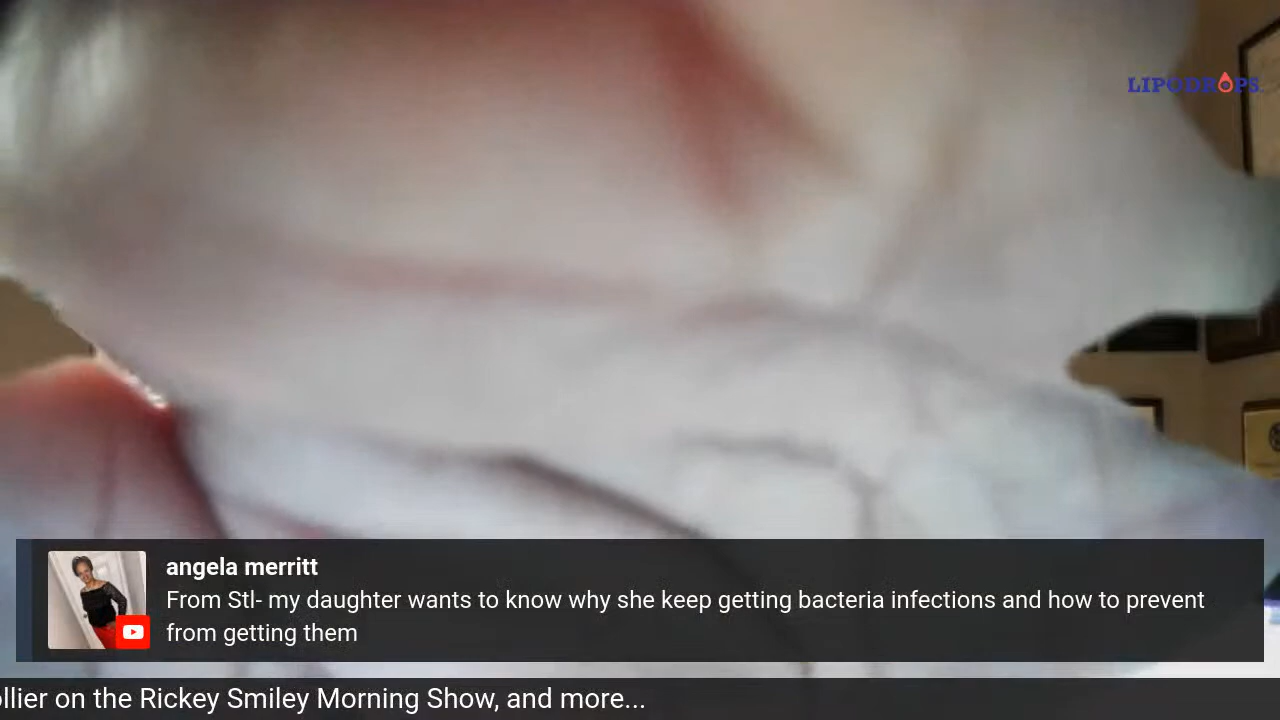 LIPODROPS
angela merritt
From Stl- my daughter wants to know why she keep getting bacteria infections and how to prevent
from getting them
ollier on the Rickey Smiley Morning Show, and more...